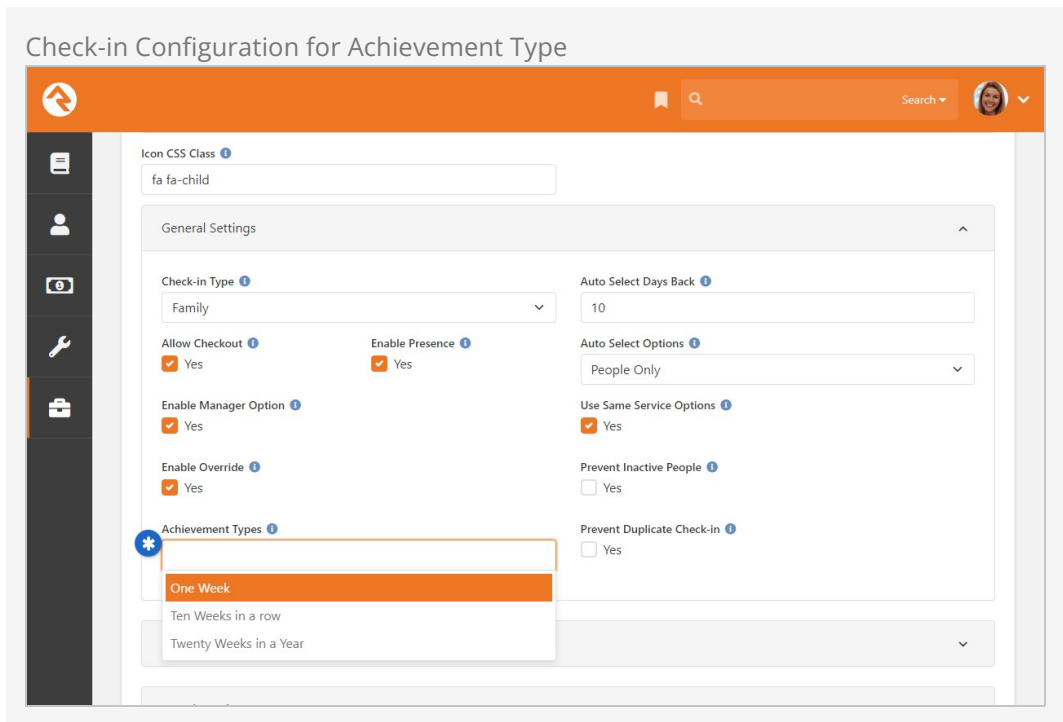 Check-in Configuration for Achievement Type
Search
Icon CSS Class
fa fa-child
General Settings
Check-in Type
Auto Select Days Back
Family
10
Allow Checkout
Enable Presence
Auto Select Options
Yes
Yes
People Only
Enable Manager Option
Use Same Service Options
Yes
Yes
Enable Override
Prevent Inactive People
Yes
Yes
Achievement Types
Prevent Duplicate Check-in
Yes
One Week
Ten Weeks in a row
Twenty Weeks in a Year